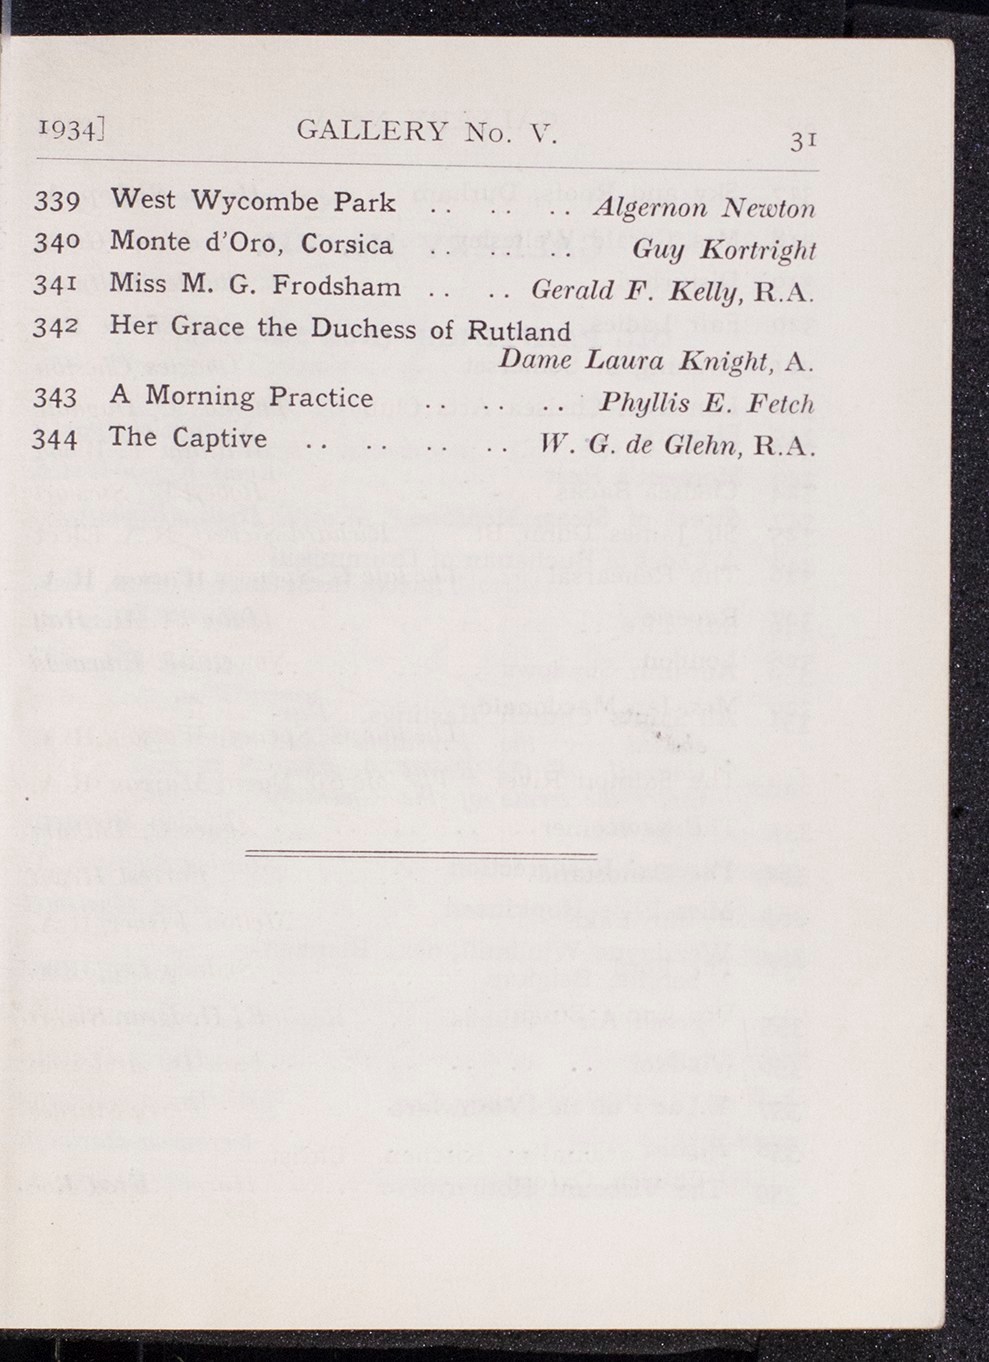 1934] GALLERY No. V. 31
339 West Wycombe Park .. .. .. Algernon Newton
340 Monte d'Oro, Corsica .. .. .. Guy Kortright
341 Miss M. G. Frodsham .. .. Gerald F. Kelly, R.A.
342 Her Grace the Duchess of Rutland
Dame Laura Knight, A.
343 A Morning Practice .. .. .. Phyllis E. Fetch
344 The Captive .. .. .. .. W. G. de Glehn, R.A.